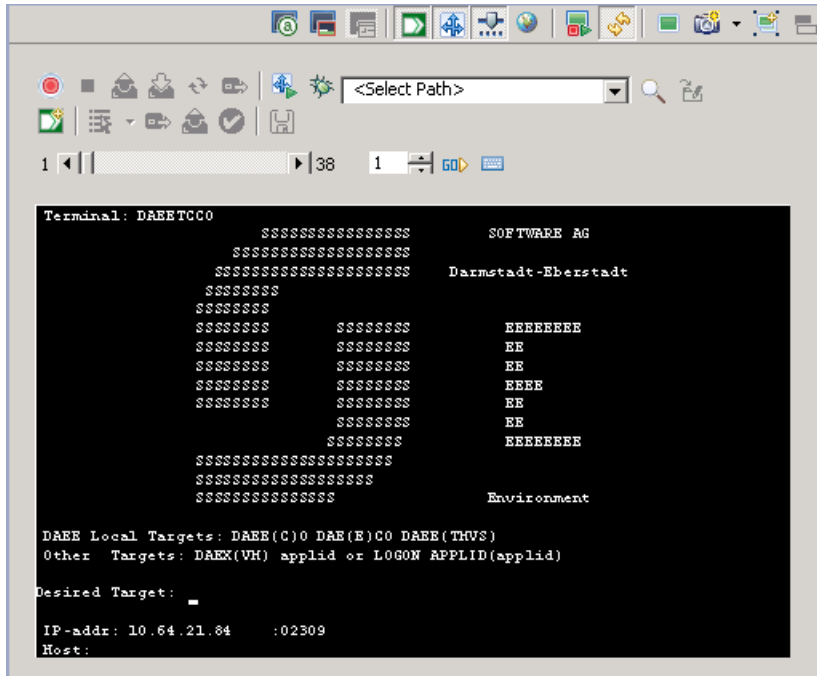 <Select Path>
1 38 1 GO
Terminal: DAEETCC0
SSSSSSSSSSSSSSSS SOFTWARE AG
SSSSSSSSSSSSSSSSSSS
SSSSSSSSSSSSSSSSSSSSS Darmstadt-Eberstadt
SSSSSSSS
SSSSSSSS
SSSSSSSS SSSSSSSS EEEEEEEE
SSSSSSSS SSSSSSSS EE
SSSSSSSS SSSSSSSS EE
SSSSSSSS SSSSSSSS EEEE
SSSSSSSS SSSSSSSS EE
SSSSSSSS EE
SSSSSSSS EEEEEEEE
SSSSSSSSSSSSSSSSSSSSS
SSSSSSSSSSSSSSSSSSS
SSSSSSSSSSSSSSS Environment
DAEE Local Targets: DAEE(C)0 DAE(E)C0 DAEE(THVS)
Other Targets: DAEX(VH) applid or LOGON APPLID(applid)
Desired Target:
IP-addr: 10.64.21.84 :02309
Host: